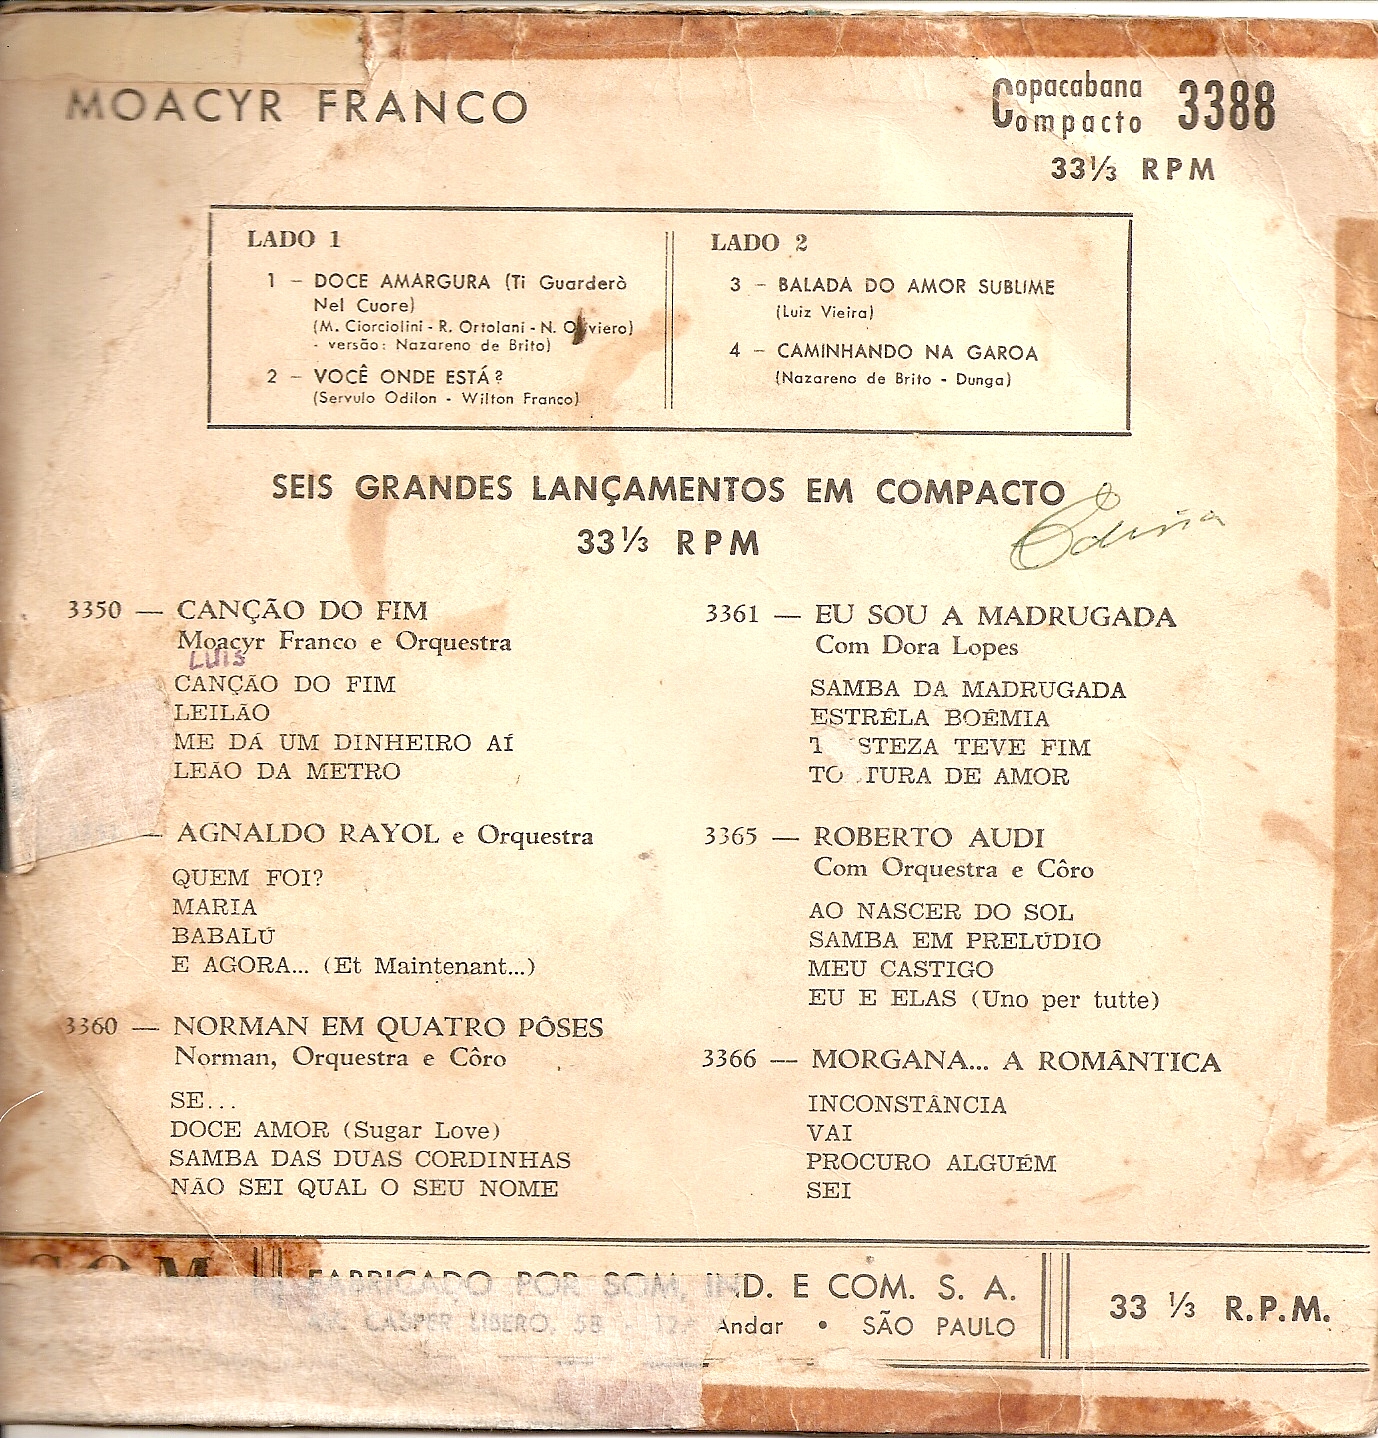 MOACYR FRANCO
Copacabana
Compacto 3388
33⅓ RPM
LADO 1
1 – DOCE AMARGURA (Ti Guarderò
Nel Cuore)
(M. Ciorciolini - R. Ortolani - N. Oliviero)
- versão: Nazareno de Brito)
2 – VOCÊ ONDE ESTÁ?
(Servulo Odilon - Wilton Franco)
LADO 2
3 – BALADA DO AMOR SUBLIME
(Luiz Vieira)
4 – CAMINHANDO NA GAROA
(Nazareno de Brito - Dunga)
SEIS GRANDES LANÇAMENTOS EM COMPACTO
33⅓ RPM
3350 — CANÇÃO DO FIM
Moacyr Franco e Orquestra
LUIS
CANÇÃO DO FIM
LEILÃO
ME DÁ UM DINHEIRO AÍ
LEÃO DA METRO
— AGNALDO RAYOL e Orquestra
QUEM FOI?
MARIA
BABALÚ
E AGORA... (Et Maintenant...)
3360 — NORMAN EM QUATRO PÔSES
Norman, Orquestra e Côro
SE...
DOCE AMOR (Sugar Love)
SAMBA DAS DUAS CORDINHAS
NÃO SEI QUAL O SEU NOME
3361 — EU SOU A MADRUGADA
Com Dora Lopes
SAMBA DA MADRUGADA
ESTRÊLA BOÊMIA
T STEZA TEVE FIM
TO TURA DE AMOR
3365 — ROBERTO AUDI
Com Orquestra e Côro
AO NASCER DO SOL
SAMBA EM PRELÚDIO
MEU CASTIGO
EU E ELAS (Uno per tutte)
3366 — MORGANA... A ROMÂNTICA
INCONSTÂNCIA
VAI
PROCURO ALGUÉM
SEI
SOM
FABRICADO POR SOM, IND. E COM. S. A.
AV. CASPER LIBERO, 58 - 12.º Andar • SÃO PAULO
33 ⅓ R.P.M.